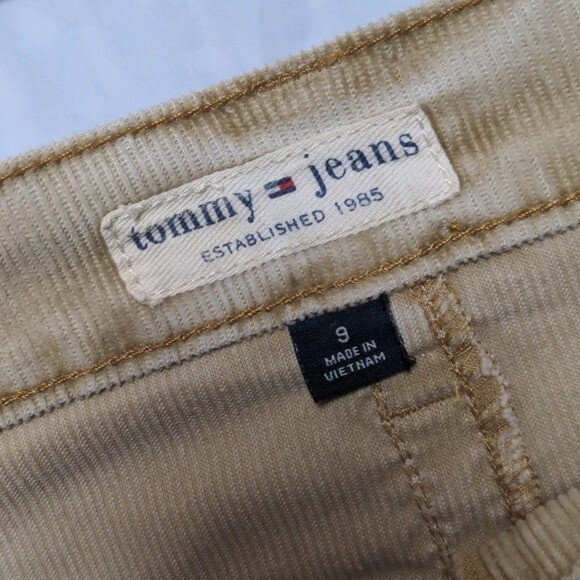 tommy jeans
ESTABLISHED 1985
9
MADE IN
VIETNAM